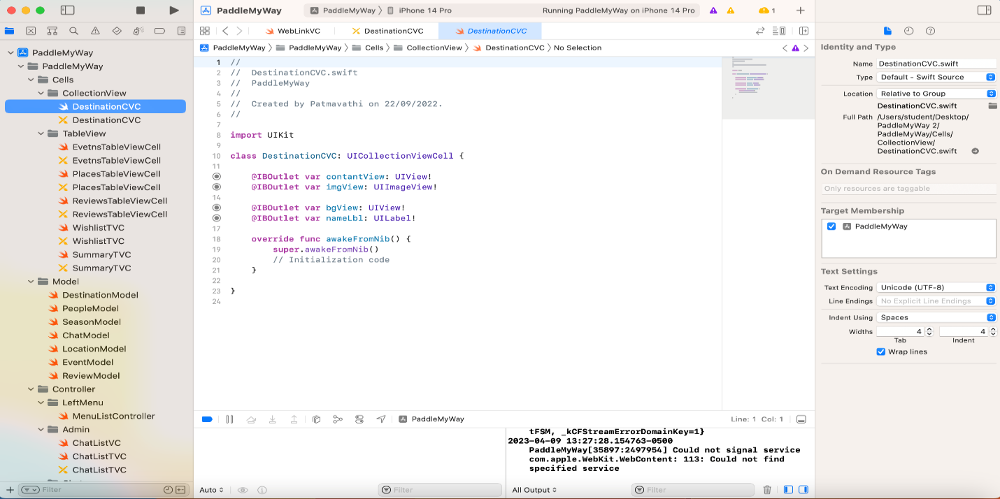 PaddleMyWay
PaddleMyWay
iPhone 14 Pro
Running PaddleMyWay on iPhone 14 Pro
1
WebLinkVC
DestinationCVC
DestinationCVC
PaddleMyWay
PaddleMyWay
Cells
CollectionView
DestinationCVC
No Selection
PaddleMyWay
PaddleMyWay
Cells
CollectionView
DestinationCVC
DestinationCVC
TableView
EvetnsTableViewCell
EvetnsTableViewCell
PlacesTableViewCell
PlacesTableViewCell
ReviewsTableViewCell
ReviewsTableViewCell
WishlistTVC
WishlistTVC
SummaryTVC
SummaryTVC
Model
DestinationModel
PeopleModel
SeasonModel
ChatModel
LocationModel
EventModel
ReviewModel
Controller
LeftMenu
MenuListController
Admin
ChatListVC
ChatListTVC
ChatListTVC
Filter
1 //
2 //  DestinationCVC.swift
3 //  PaddleMyWay
4 //
5 //  Created by Patmavathi on 22/09/2022.
6 //
7
8 import UIKit
9
10 class DestinationCVC: UICollectionViewCell {
11
@IBOutlet var contantView: UIView!
@IBOutlet var imgView: UIImageView!
14
@IBOutlet var bgView: UIView!
@IBOutlet var nameLbl: UILabel!
17
18 override func awakeFromNib() {
19 super.awakeFromNib()
20 // Initialization code
21 }
22
23 }
24
PaddleMyWay
Line: 1 Col: 1
tFSM, _kCFStreamErrorDomainKey=1}
2023-04-09 13:27:28.154763-0500
PaddleMyWay[35897:2497954] Could not signal service
com.apple.WebKit.WebContent: 113: Could not find
specified service
Auto
Filter
All Output
Filter
Identity and Type
Name DestinationCVC.swift
Type Default - Swift Source
Location Relative to Group
DestinationCVC.swift
Full Path /Users/student/Desktop/
PaddleMyWay 2/
PaddleMyWay/Cells/
CollectionView/
DestinationCVC.swift
On Demand Resource Tags
Only resources are taggable
Target Membership
PaddleMyWay
Text Settings
Text Encoding Unicode (UTF-8)
Line Endings No Explicit Line Endings
Indent Using Spaces
Widths 4 4
Tab Indent
Wrap lines